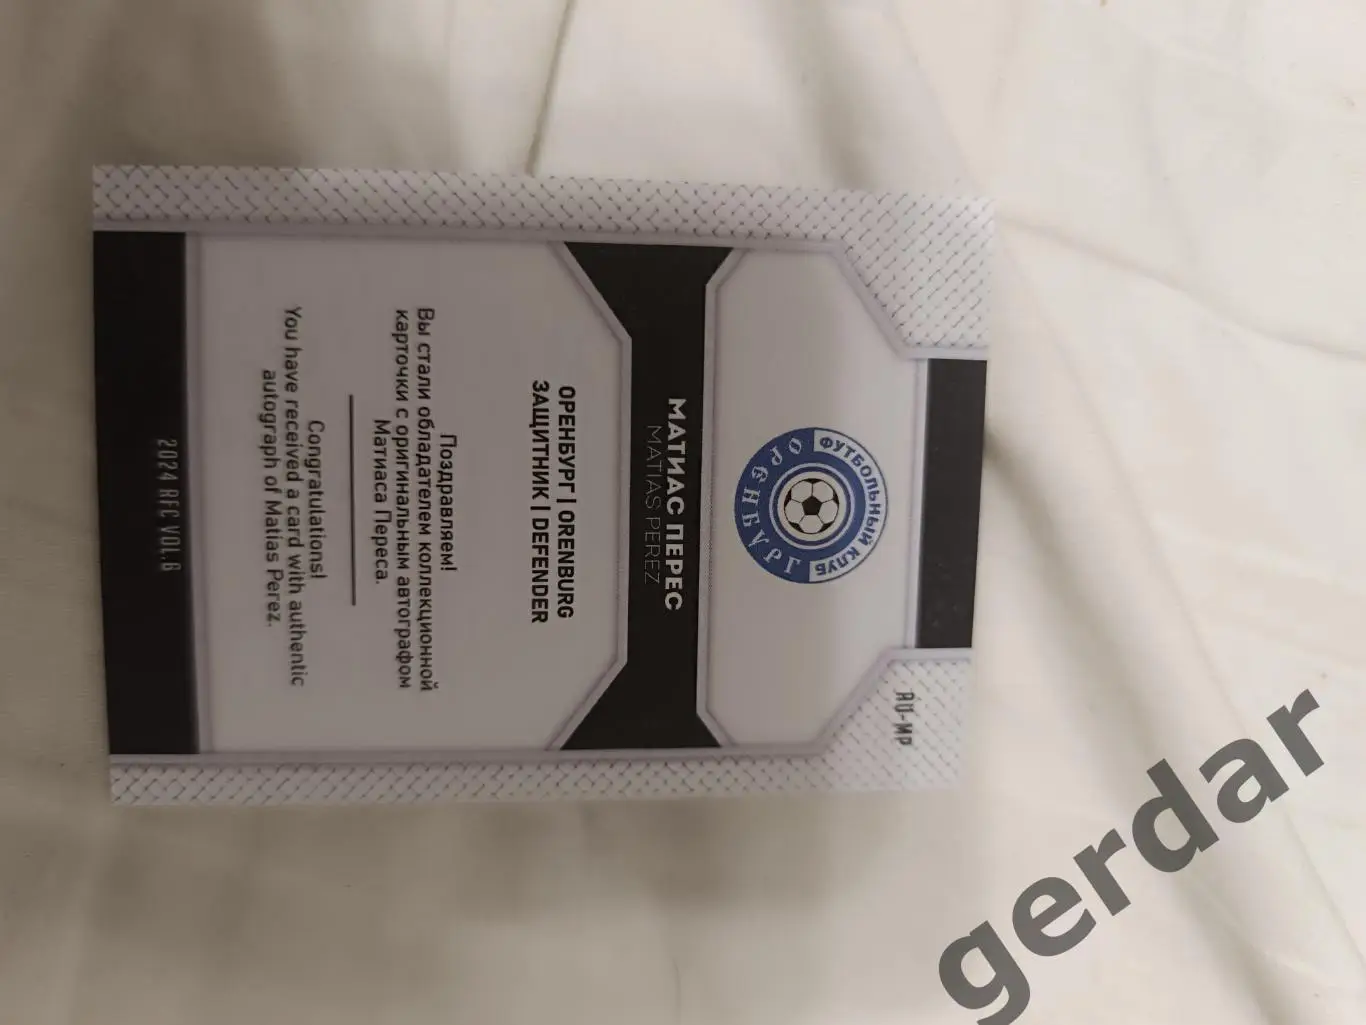 AU-MP
ФУТБОЛЬНЫЙ КЛУБ
ОРЕНБУРГ
МАТИАС ПЕРЕС
MATIAS PEREZ
ОРЕНБУРГ | ORENBURG
ЗАЩИТНИК | DEFENDER
Поздравляем!
Вы стали обладателем коллекционной
карточки с оригинальным автографом
Матиаса Переса.
Congratulations!
You have received a card with authentic
autograph of Matias Perez.
2024 RFC VOL.6
gerdar